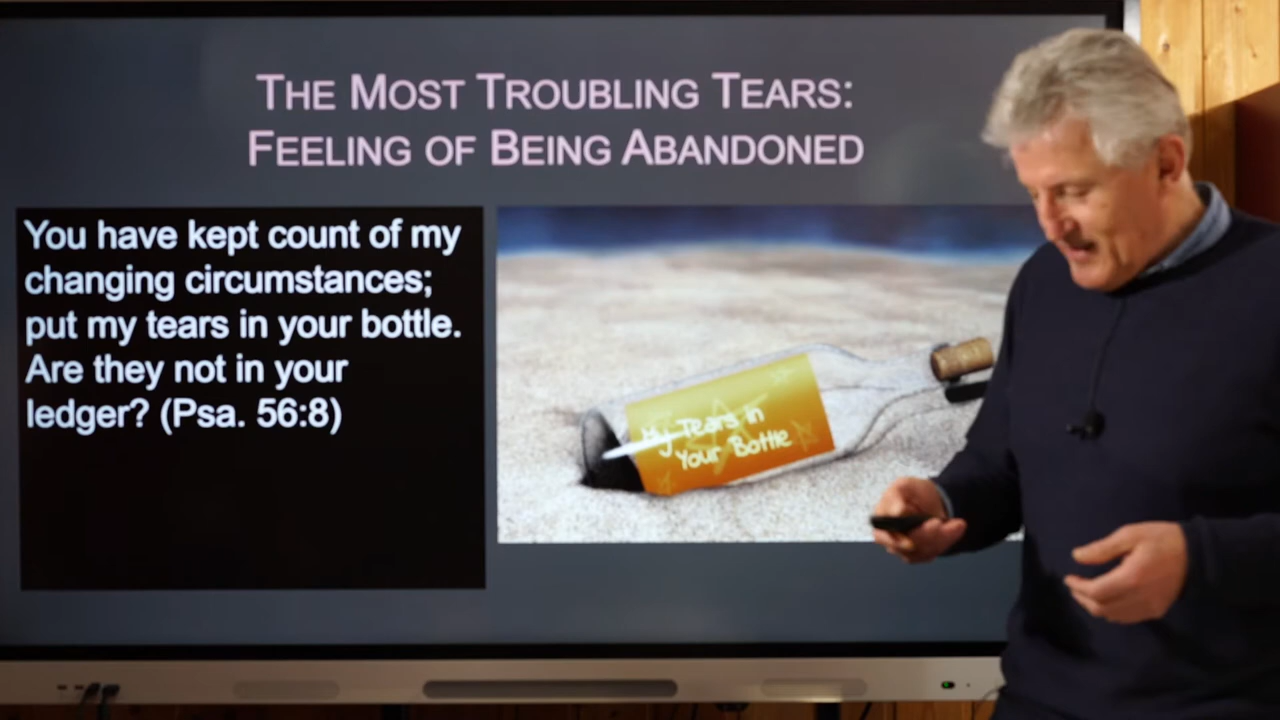 THE MOST TROUBLING TEARS:
FEELING OF BEING ABANDONED
You have kept count of my
changing circumstances;
put my tears in your bottle.
Are they not in your
ledger? (Psa. 56:8)
My Tears in
Your Bottle